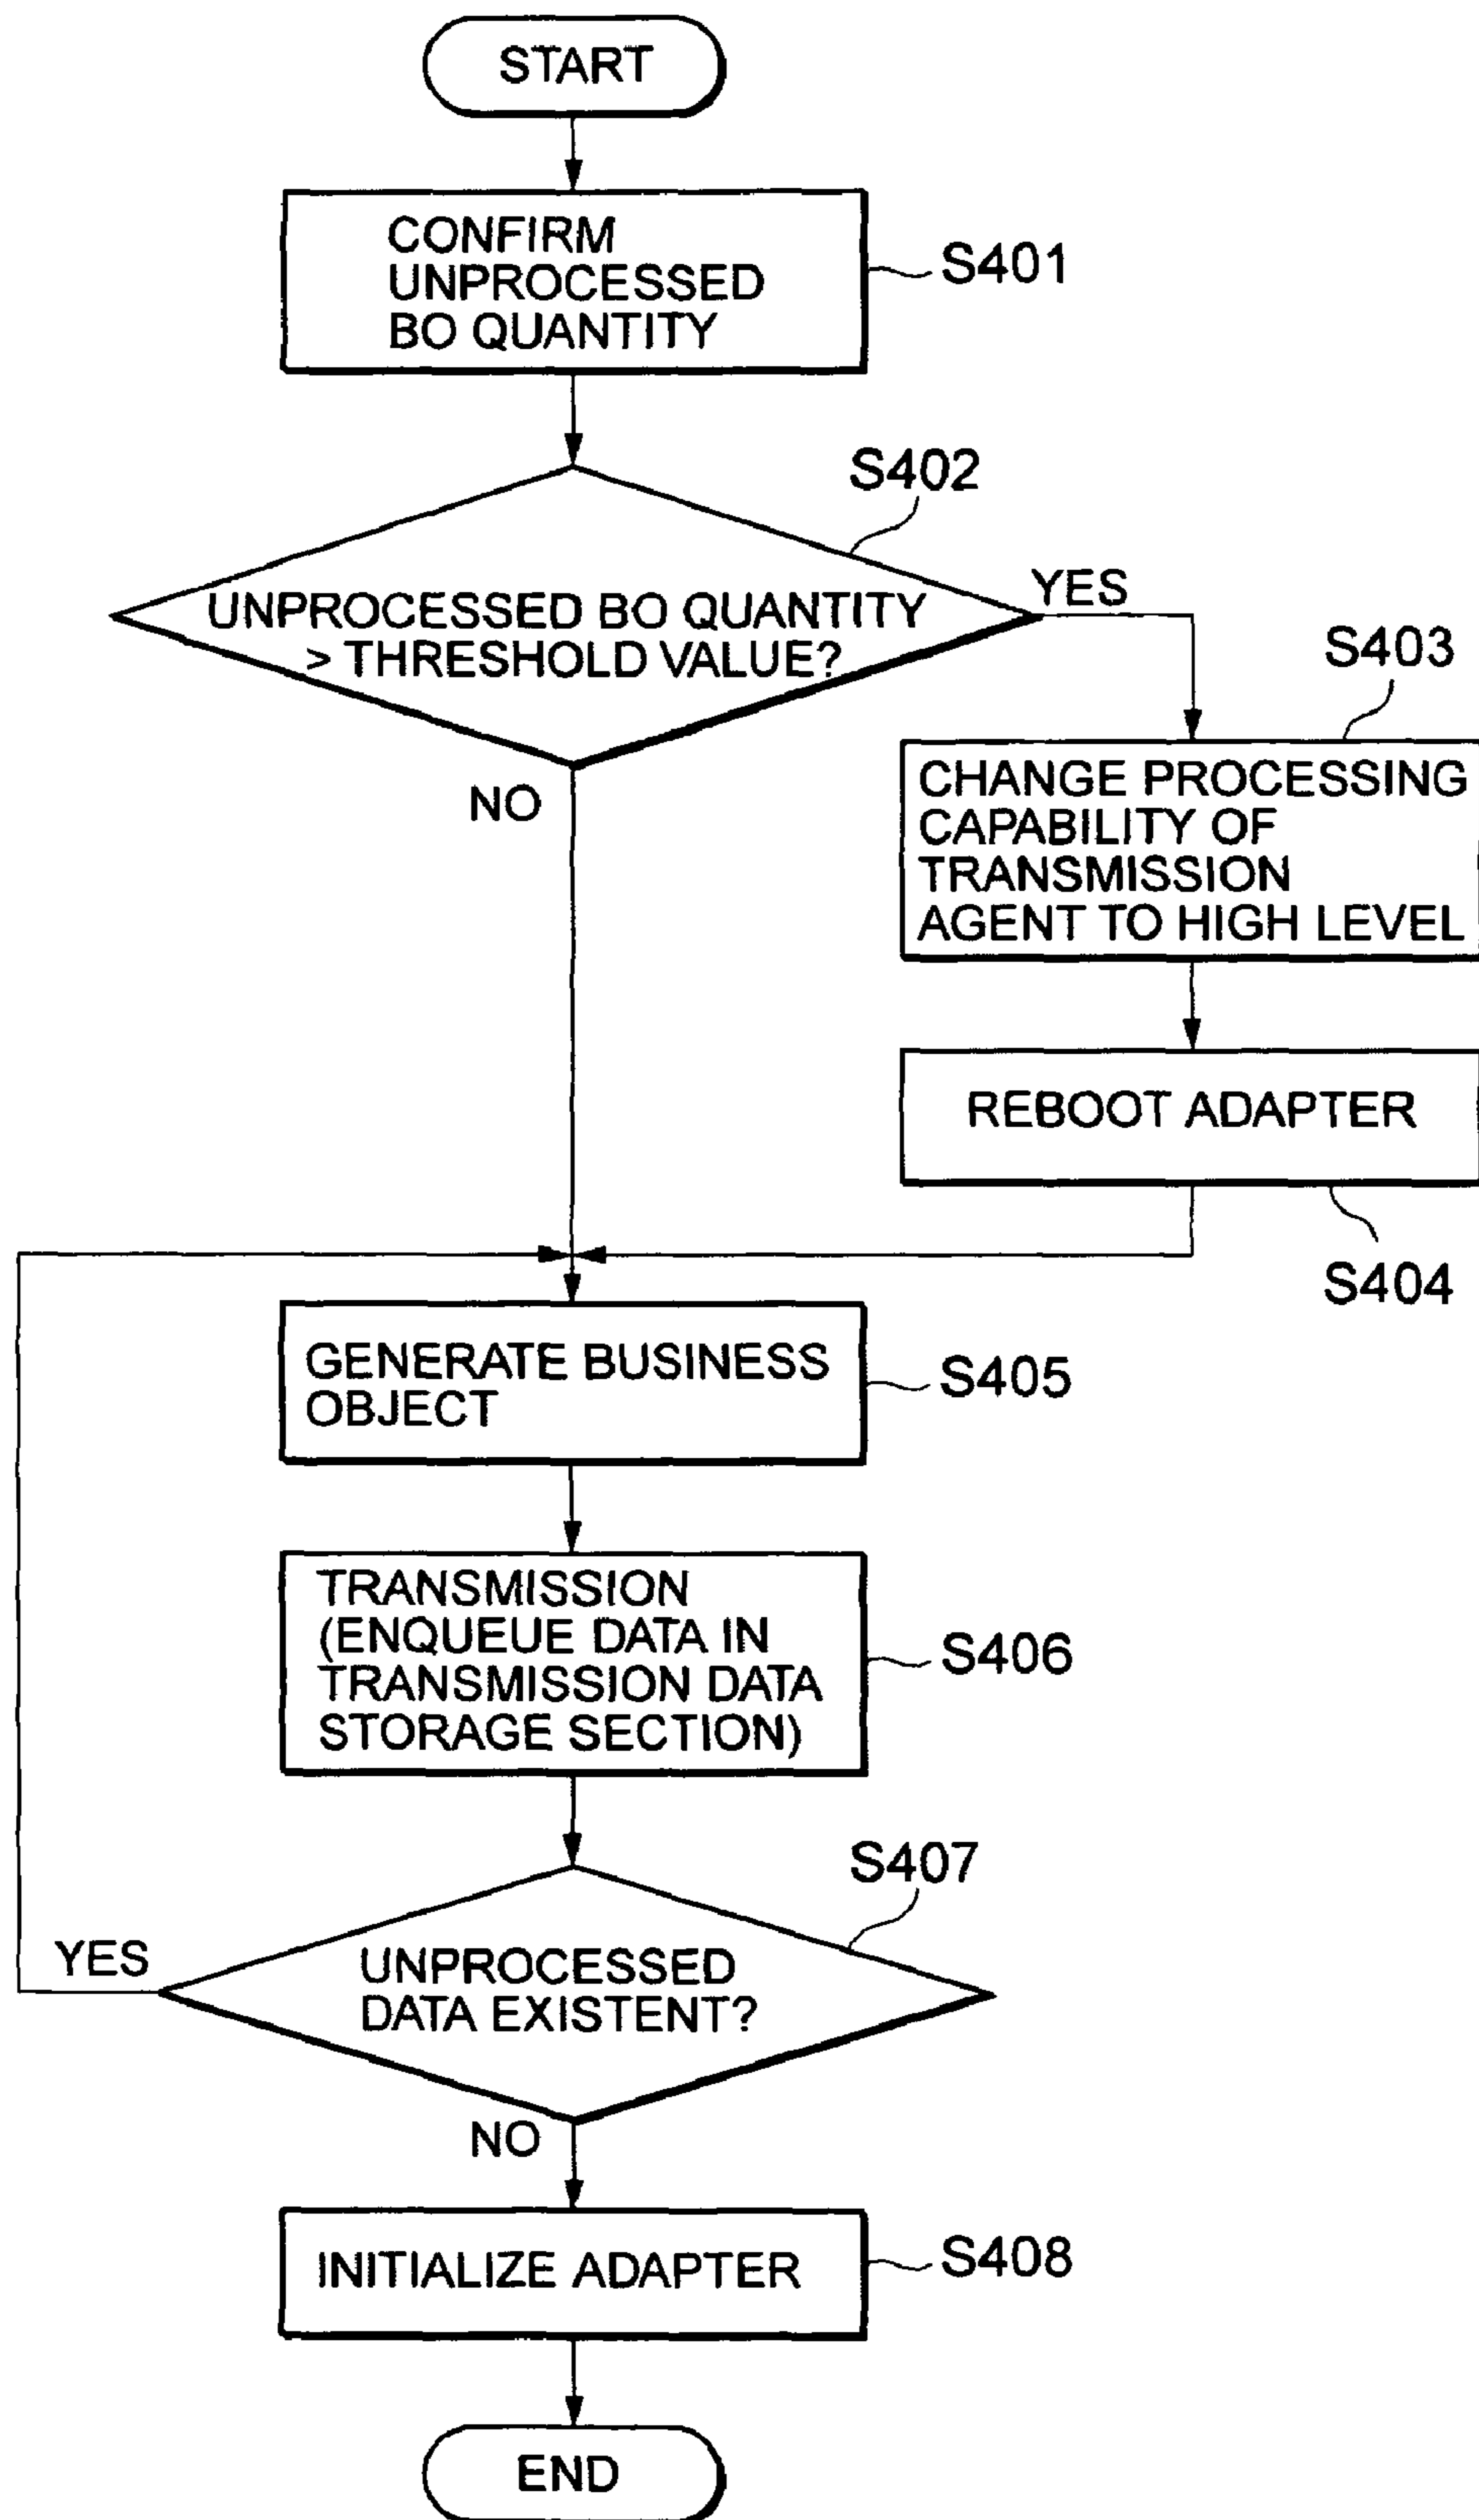 START
CONFIRM
UNPROCESSED
BO QUANTITY
S401
S402
UNPROCESSED BO QUANTITY
> THRESHOLD VALUE?
YES
NO
S403
CHANGE PROCESSING
CAPABILITY OF
TRANSMISSION
AGENT TO HIGH LEVEL
REBOOT ADAPTER
S404
GENERATE BUSINESS
OBJECT
S405
TRANSMISSION
(ENQUEUE DATA IN
TRANSMISSION DATA
STORAGE SECTION)
S406
S407
UNPROCESSED
DATA EXISTENT?
YES
NO
INITIALIZE ADAPTER
S408
END